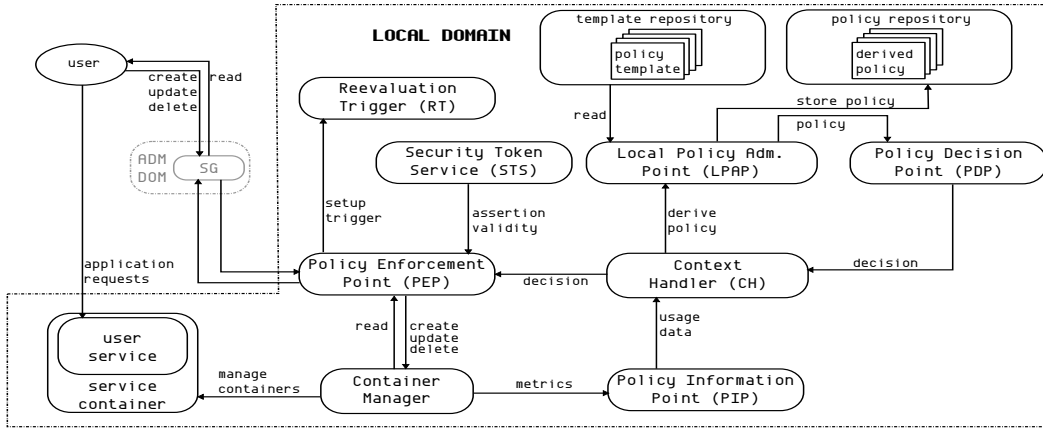 LOCAL DOMAIN
template repository
policy
template
policy repository
derived
policy
user
create
update
delete
read
Reevaluation
Trigger (RT)
read
store policy
policy
ADM
DOM
SG
Security Token
Service (STS)
Local Policy Adm.
Point (LPAP)
Policy Decision
Point (PDP)
setup
trigger
assertion
validity
derive
policy
application
requests
Policy Enforcement
Point (PEP)
decision
Context
Handler (CH)
decision
user
service
service
container
read
create
update
delete
usage
data
manage
containers
Container
Manager
metrics
Policy Information
Point (PIP)